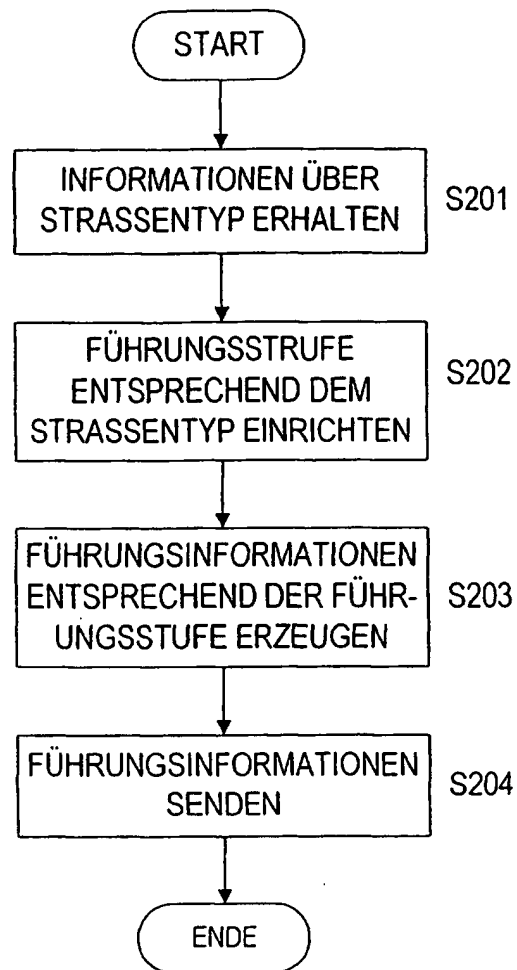 START
INFORMATIONEN ÜBER
STRASSENTYP ERHALTEN
S201
FÜHRUNGSSTRUFE
ENTSPRECHEND DEM
STRASSENTYP EINRICHTEN
S202
FÜHRUNGSINFORMATIONEN
ENTSPRECHEND DER FÜHR-
UNGSSTUFE ERZEUGEN
S203
FÜHRUNGSINFORMATIONEN
SENDEN
S204
ENDE